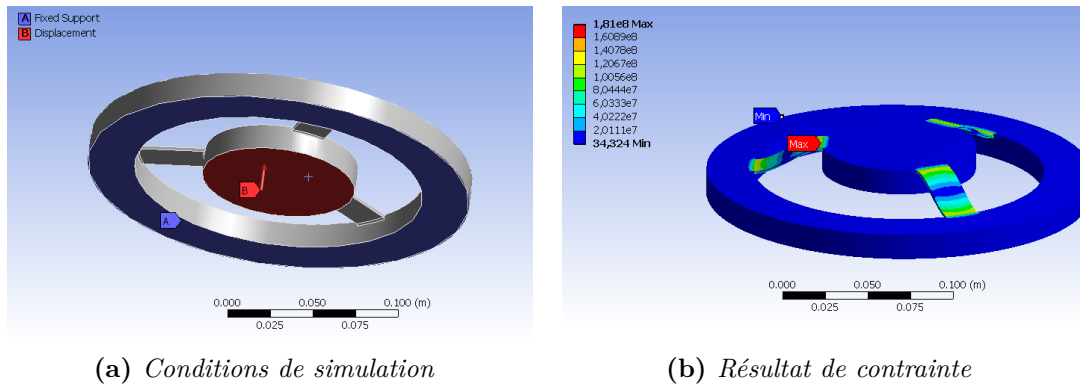 A Fixed Support
B Displacement
B
A
0.000 0.050 0.100 (m)
0.025 0.075
(a) Conditions de simulation
1,81e8 Max
1,6089e8
1,4078e8
1,2067e8
1,0056e8
8,0444e7
6,0333e7
4,0222e7
2,0111e7
34,324 Min
Min
Max
0.000 0.050 0.100 (m)
0.025 0.075
(b) Résultat de contrainte